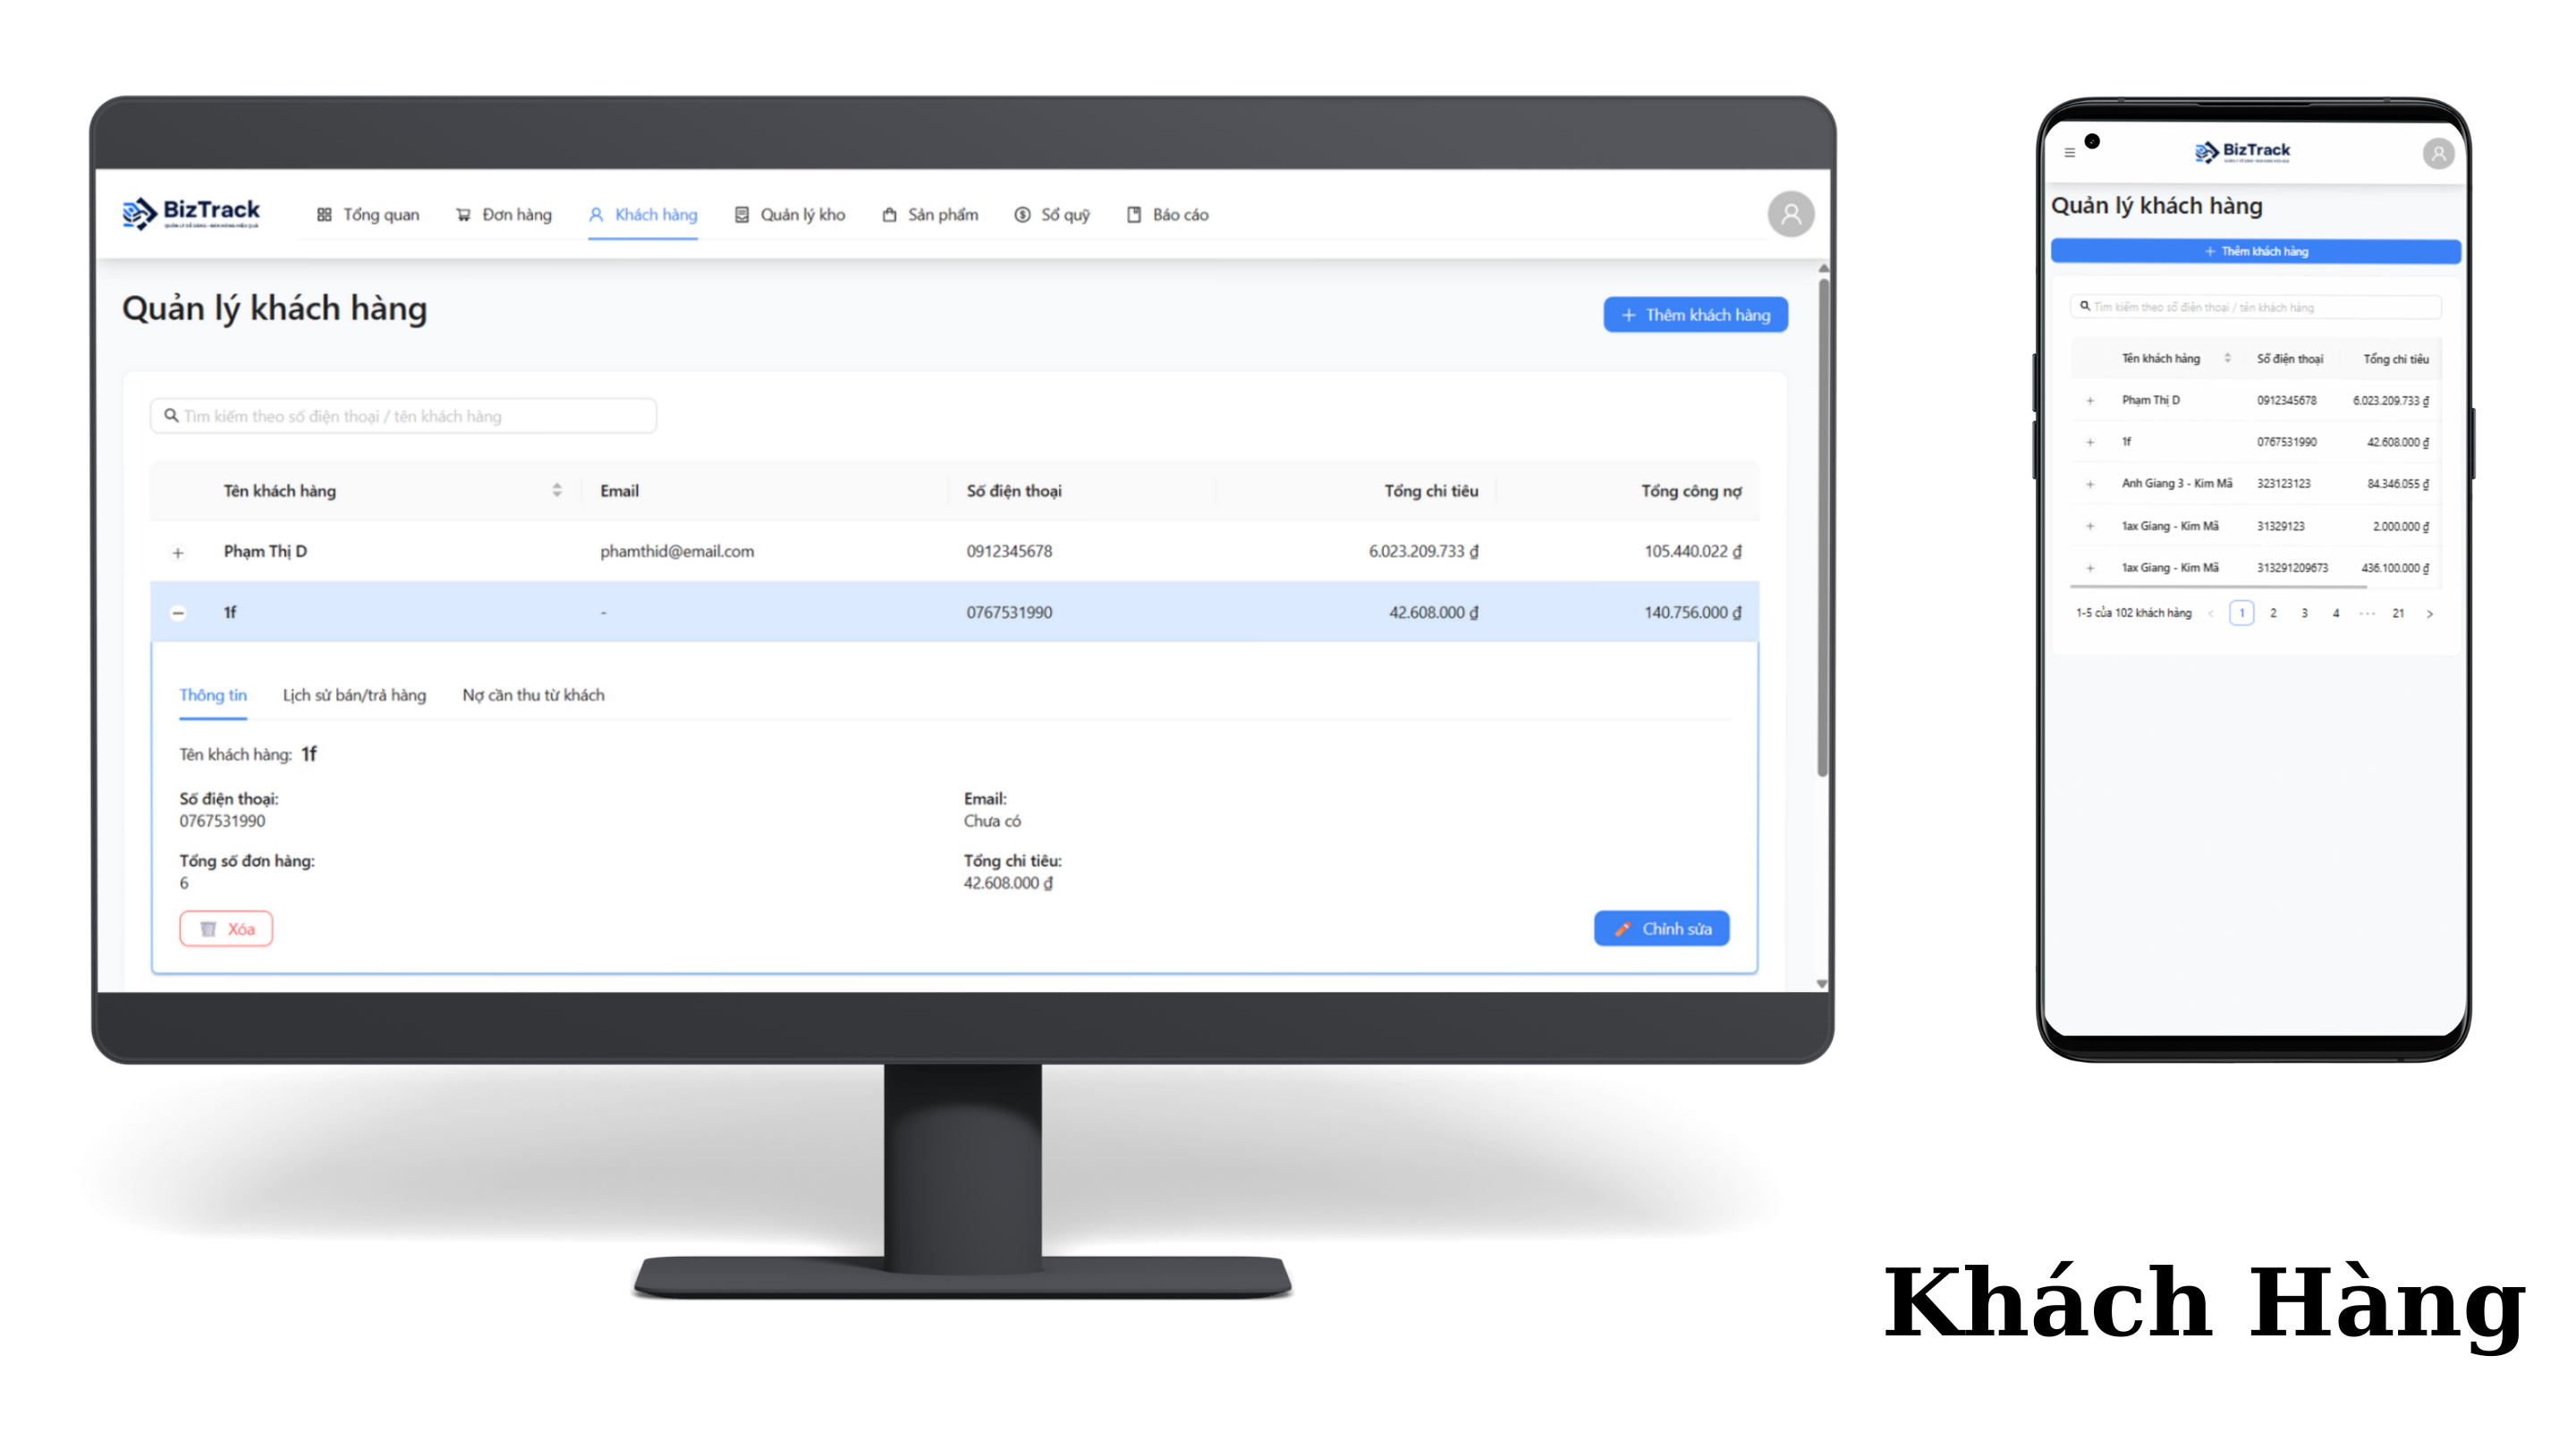 BizTrack
Tổng quan
Đơn hàng
Khách hàng
Quản lý kho
Sản phẩm
Sổ quỹ
Báo cáo
Quản lý khách hàng
+ Thêm khách hàng
Tìm kiếm theo số điện thoại / tên khách hàng
Tên khách hàng Email Số điện thoại Tổng chi tiêu Tổng công nợ
+ Phạm Thị D phamthid@email.com 0912345678 6.023.209.733 ₫ 105.440.022 ₫
− 1f - 0767531990 42.608.000 ₫ 140.756.000 ₫
Thông tin Lịch sử bán/trả hàng Nợ cần thu từ khách
Tên khách hàng: 1f
Số điện thoại: Email:
0767531990 Chưa có
Tổng số đơn hàng: Tổng chi tiêu:
6 42.608.000 ₫
Xóa Chỉnh sửa
BizTrack
Quản lý khách hàng
+ Thêm khách hàng
Tìm kiếm theo số điện thoại / tên khách hàng
Tên khách hàng Số điện thoại Tổng chi tiêu
+ Phạm Thị D 0912345678 6.023.209.733 ₫
+ 1f 0767531990 42.608.000 ₫
+ Anh Giang 3 - Kim Mã 323123123 84.346.055 ₫
+ 1ax Giang - Kim Mã 31329123 2.000.000 ₫
+ 1ax Giang - Kim Mã 313291209673 436.100.000 ₫
1-5 của 102 khách hàng < 1 2 3 4 ••• 21 >
Khách Hàng